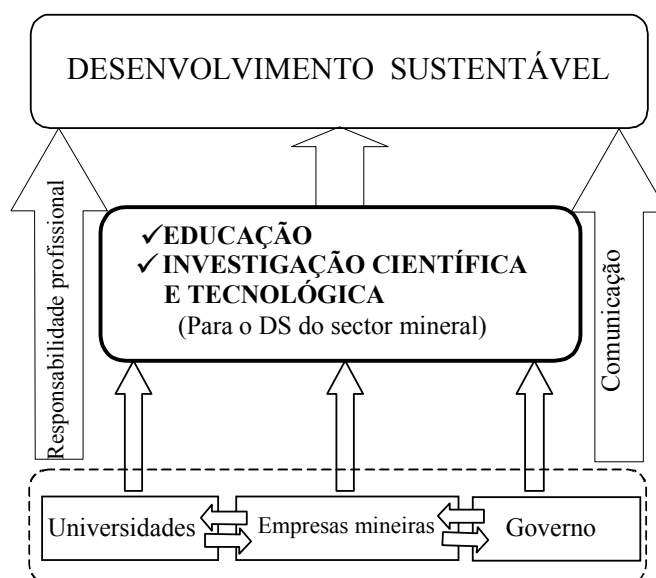 DESENVOLVIMENTO SUSTENTÁVEL
Responsabilidade profissional
✓EDUCAÇÃO
✓INVESTIGAÇÃO CIENTÍFICA
E TECNOLÓGICA
(Para o DS do sector mineral)
Comunicação
Universidades
Empresas mineiras
Governo